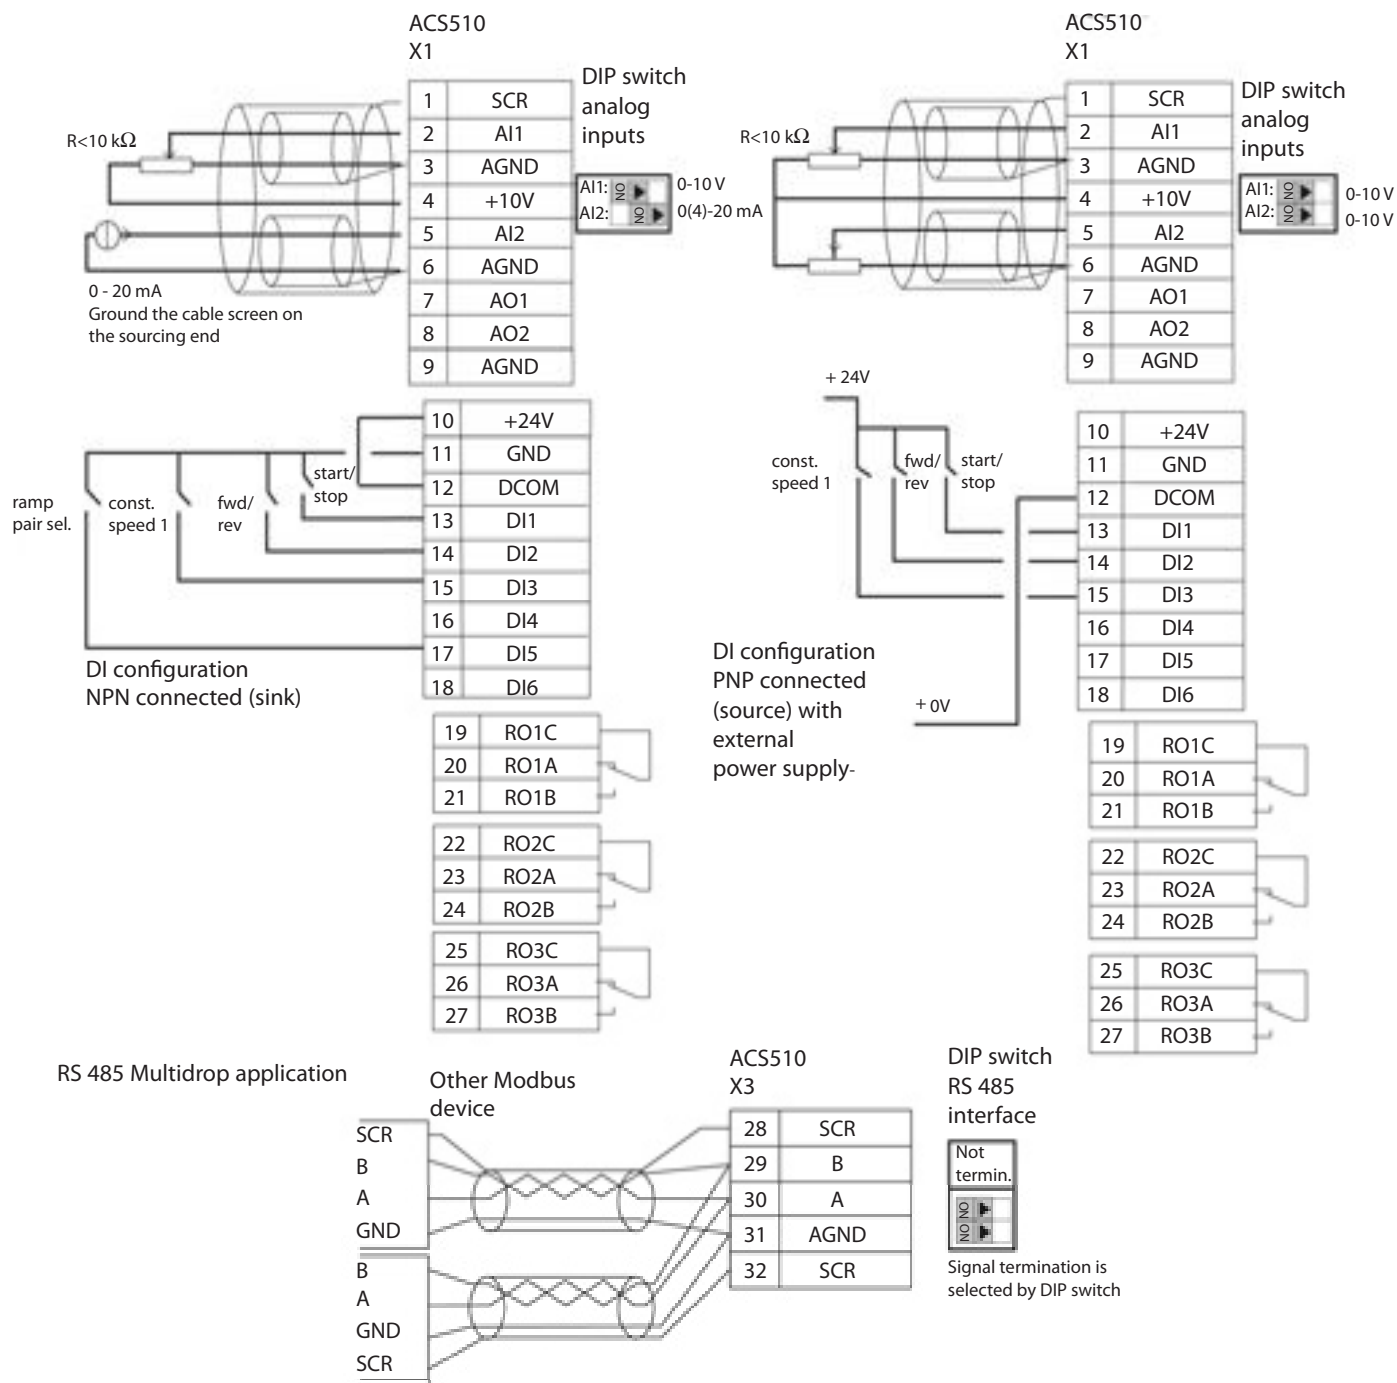 ACS510
X1
DIP switch
analog
inputs
R<10 kΩ
1 SCR
2 AI1
3 AGND
4 +10V
5 AI2
6 AGND
7 AO1
8 AO2
9 AGND
AI1: ON 0-10 V
AI2: ON 0(4)-20 mA
0 - 20 mA
Ground the cable screen on
the sourcing end
10 +24V
11 GND
12 DCOM
13 DI1
14 DI2
15 DI3
16 DI4
17 DI5
18 DI6
ramp
pair sel.
const.
speed 1
fwd/
rev
start/
stop
DI configuration
NPN connected (sink)
19 RO1C
20 RO1A
21 RO1B
22 RO2C
23 RO2A
24 RO2B
25 RO3C
26 RO3A
27 RO3B
ACS510
X1
DIP switch
analog
inputs
R<10 kΩ
1 SCR
2 AI1
3 AGND
4 +10V
5 AI2
6 AGND
7 AO1
8 AO2
9 AGND
AI1: ON 0-10 V
AI2: ON 0-10 V
+ 24V
const.
speed 1
fwd/
rev
start/
stop
10 +24V
11 GND
12 DCOM
13 DI1
14 DI2
15 DI3
16 DI4
17 DI5
18 DI6
DI configuration
PNP connected
(source) with
external
power supply-
+ 0V
19 RO1C
20 RO1A
21 RO1B
22 RO2C
23 RO2A
24 RO2B
25 RO3C
26 RO3A
27 RO3B
RS 485 Multidrop application
Other Modbus
device
SCR
B
A
GND
B
A
GND
SCR
ACS510
X3
28 SCR
29 B
30 A
31 AGND
32 SCR
DIP switch
RS 485
interface
Not
termin.
ON
ON
Signal termination is
selected by DIP switch